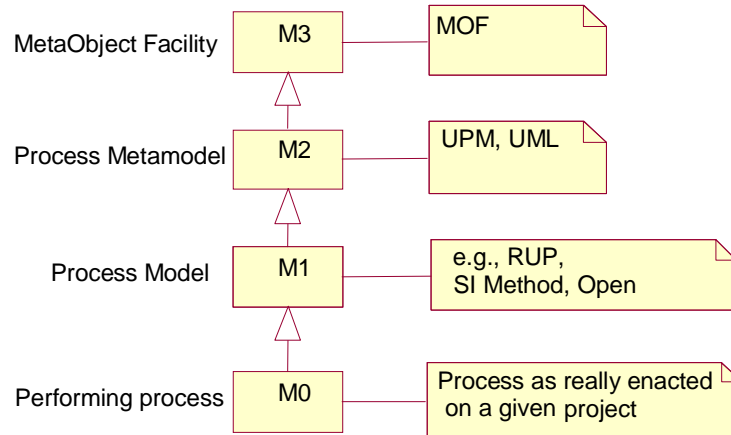 MetaObject Facility
M3
MOF
Process Metamodel
M2
UPM, UML
Process Model
M1
e.g., RUP,
SI Method, Open
Performing process
M0
Process as really enacted
on a given project